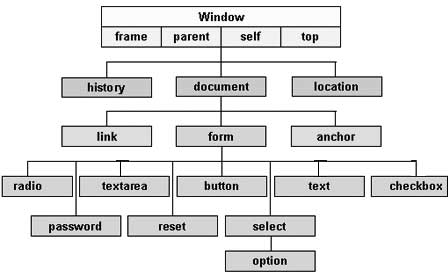 Window
frame parent self top
history document location
link form anchor
radio textarea button text checkbox
password reset select
option